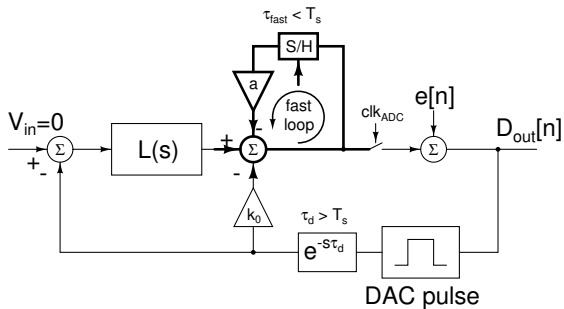 τfast < Ts
S/H
a
fast
loop
clkADC
e[n]
Vin=0
Dout[n]
+
-
Σ
L(s)
+
-
-
Σ
Σ
k0
τd > Ts
e-sτd
DAC pulse